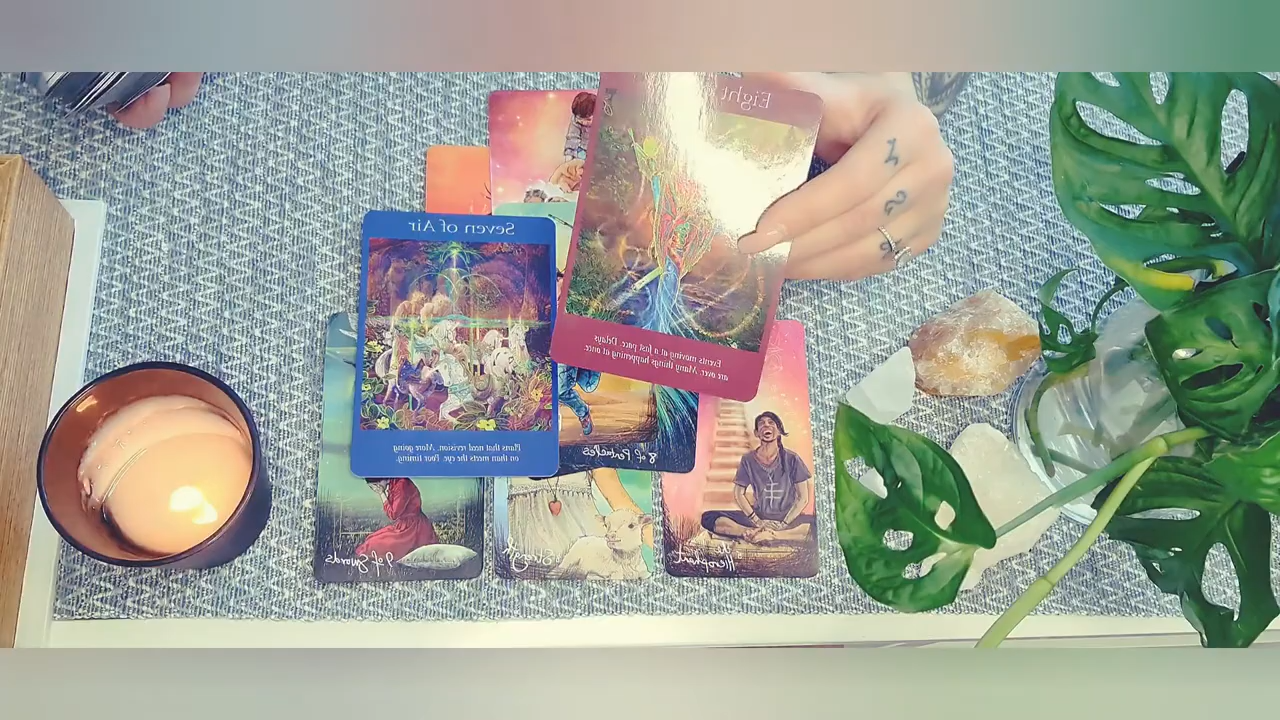 Eight
Seven of Air
Events moving at a fast pace. Delays
are over. Many things happening at once.
Plans that need revision. More going
on than meets the eye. Poor timing.
8 of Pentacles
9 of Swords
Strength
The
Hierophant